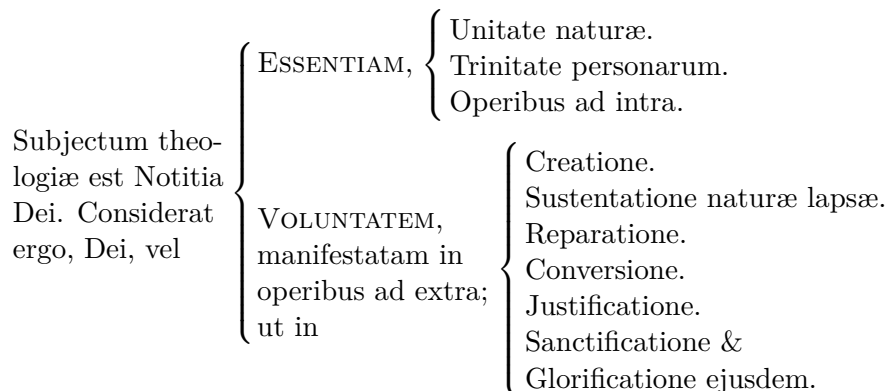 Subjectum theo-
logiæ est Notitia
Dei. Considerat
ergo, Dei, vel
ESSENTIAM,
Unitate naturæ.
Trinitate personarum.
Operibus ad intra.
VOLUNTATEM,
manifestatam in
operibus ad extra;
ut in
Creatione.
Sustentatione naturæ lapsæ.
Reparatione.
Conversione.
Justificatione.
Sanctificatione &
Glorificatione ejusdem.